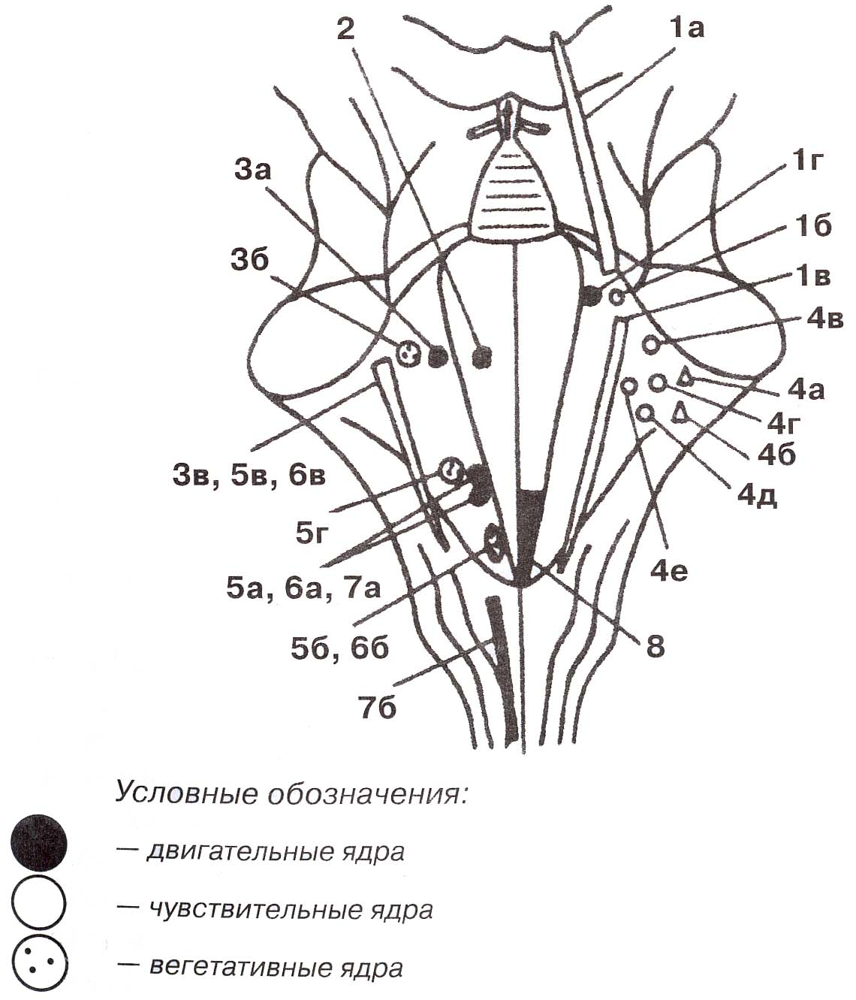 2
1а
3а
1г
3б
1б
1в
4в
4а
4г
4б
4д
3в, 5в, 6в
5г
4е
5а, 6а, 7а
5б, 6б
8
7б
Условные обозначения:
— двигательные ядра
— чувствительные ядра
— вегетативные ядра